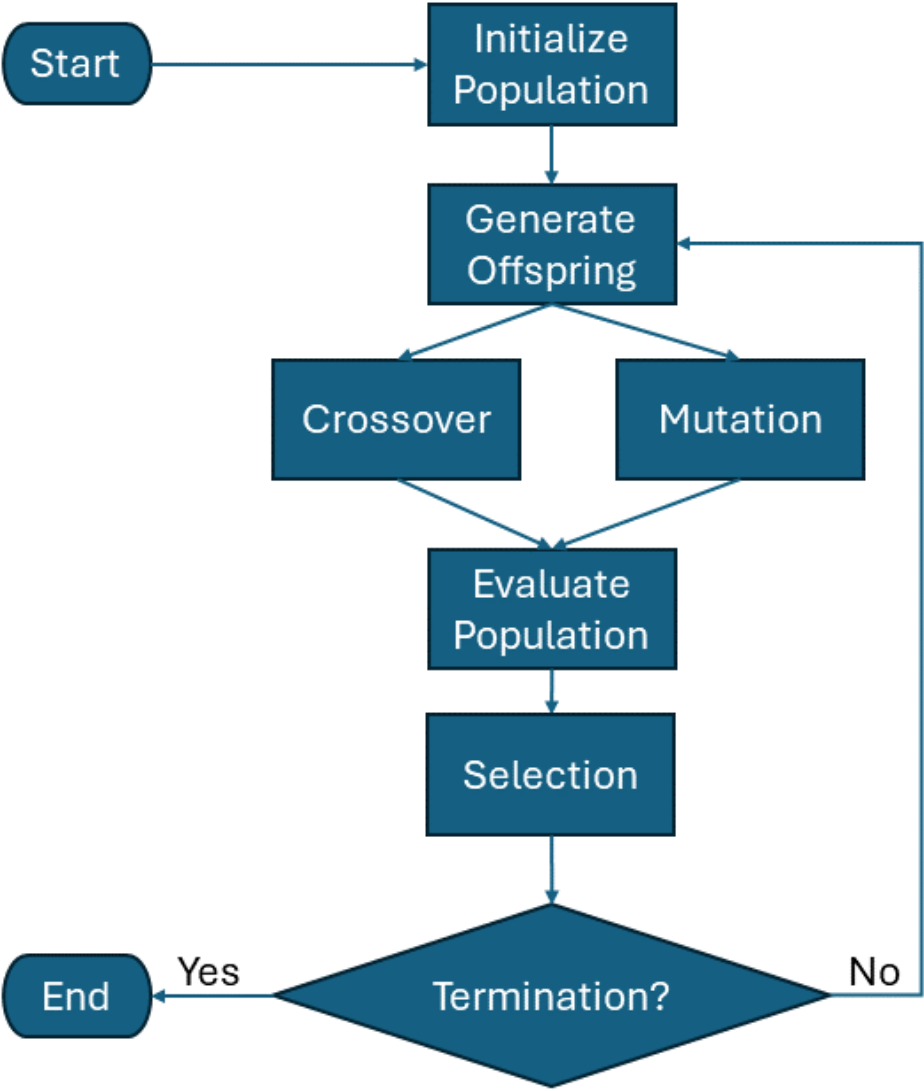 Start
Initialize
Population
Generate
Offspring
Crossover
Mutation
Evaluate
Population
Selection
Termination?
Yes
No
End